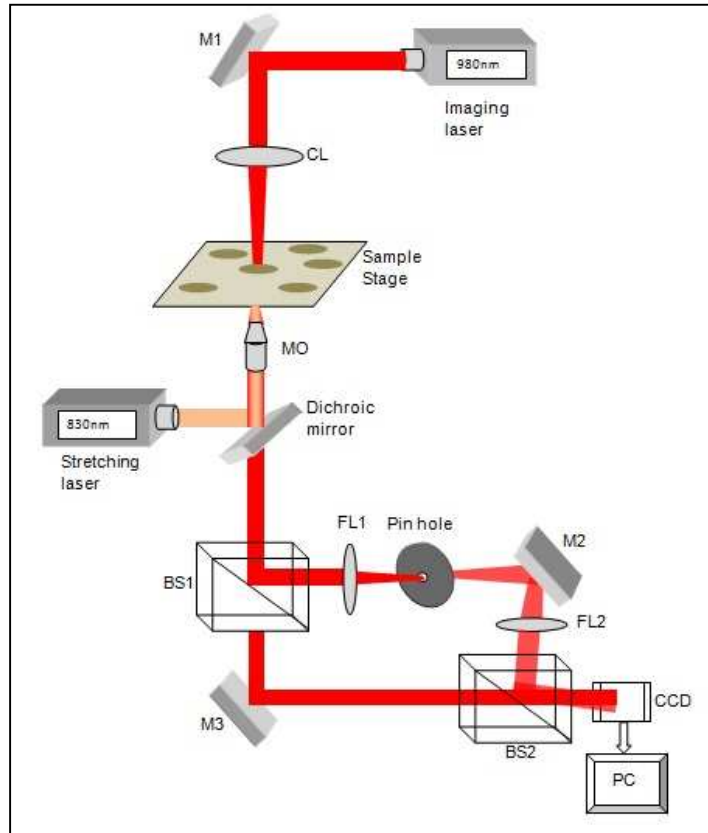 M1
980nm
Imaging
laser
CL
Sample
Stage
MO
830nm
Dichroic
mirror
Stretching
laser
FL1
Pin hole
M2
BS1
FL2
CCD
M3
BS2
PC